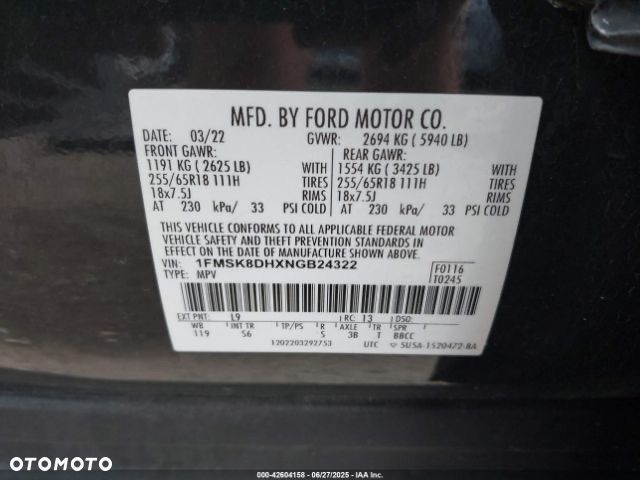 MFD. BY FORD MOTOR CO.
DATE: 03/22 GVWR: 2694 KG ( 5940 LB)
FRONT GAWR: REAR GAWR:
1191 KG ( 2625 LB) WITH 1554 KG ( 3425 LB) WITH
255/65R18 111H TIRES 255/65R18 111H TIRES
18x7.5J RIMS 18x7.5J RIMS
AT 230 kPa/ 33 PSI COLD AT 230 kPa/ 33 PSI COLD
THIS VEHICLE CONFORMS TO ALL APPLICABLE FEDERAL MOTOR
VEHICLE SAFETY AND THEFT PREVENTION STANDARDS IN EFFECT
ON THE DATE OF MANUFACTURE SHOWN ABOVE.
VIN: 1FMSK8DHXNGB24322 F0116
TYPE: MPV T0245
EXT PNT: L9 RC: 13 DSO:
WB INT TR TP/PS R AXLE TR SPR
119 S6 S 3B T BBCC
1202203292753 UTC 5U5A-1520472-BA
OTOMOTO
000-42604158 - 06/27/2025 - IAA Inc.